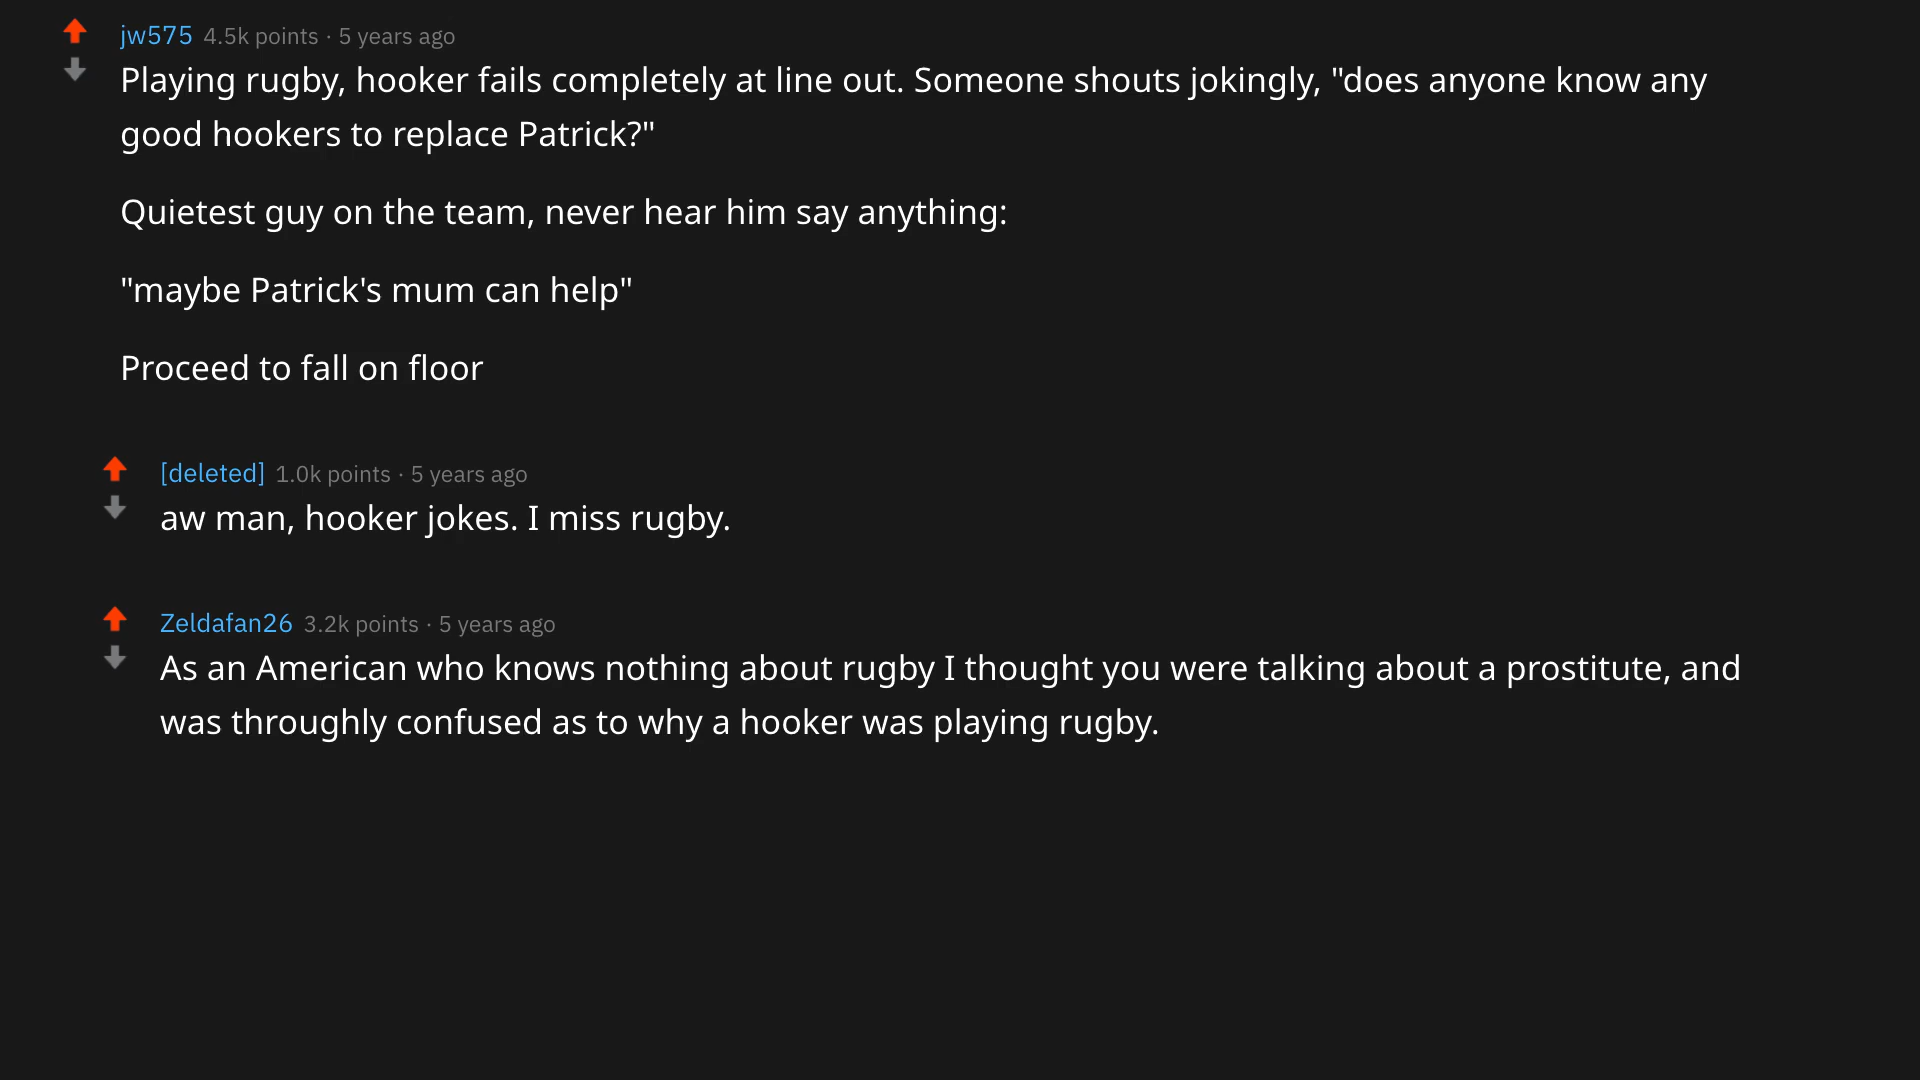 jw575 4.5k points · 5 years ago
Playing rugby, hooker fails completely at line out. Someone shouts jokingly, "does anyone know any
good hookers to replace Patrick?"
Quietest guy on the team, never hear him say anything:
"maybe Patrick's mum can help"
Proceed to fall on floor
[deleted] 1.0k points · 5 years ago
aw man, hooker jokes. I miss rugby.
Zeldafan26 3.2k points · 5 years ago
As an American who knows nothing about rugby I thought you were talking about a prostitute, and
was throughly confused as to why a hooker was playing rugby.